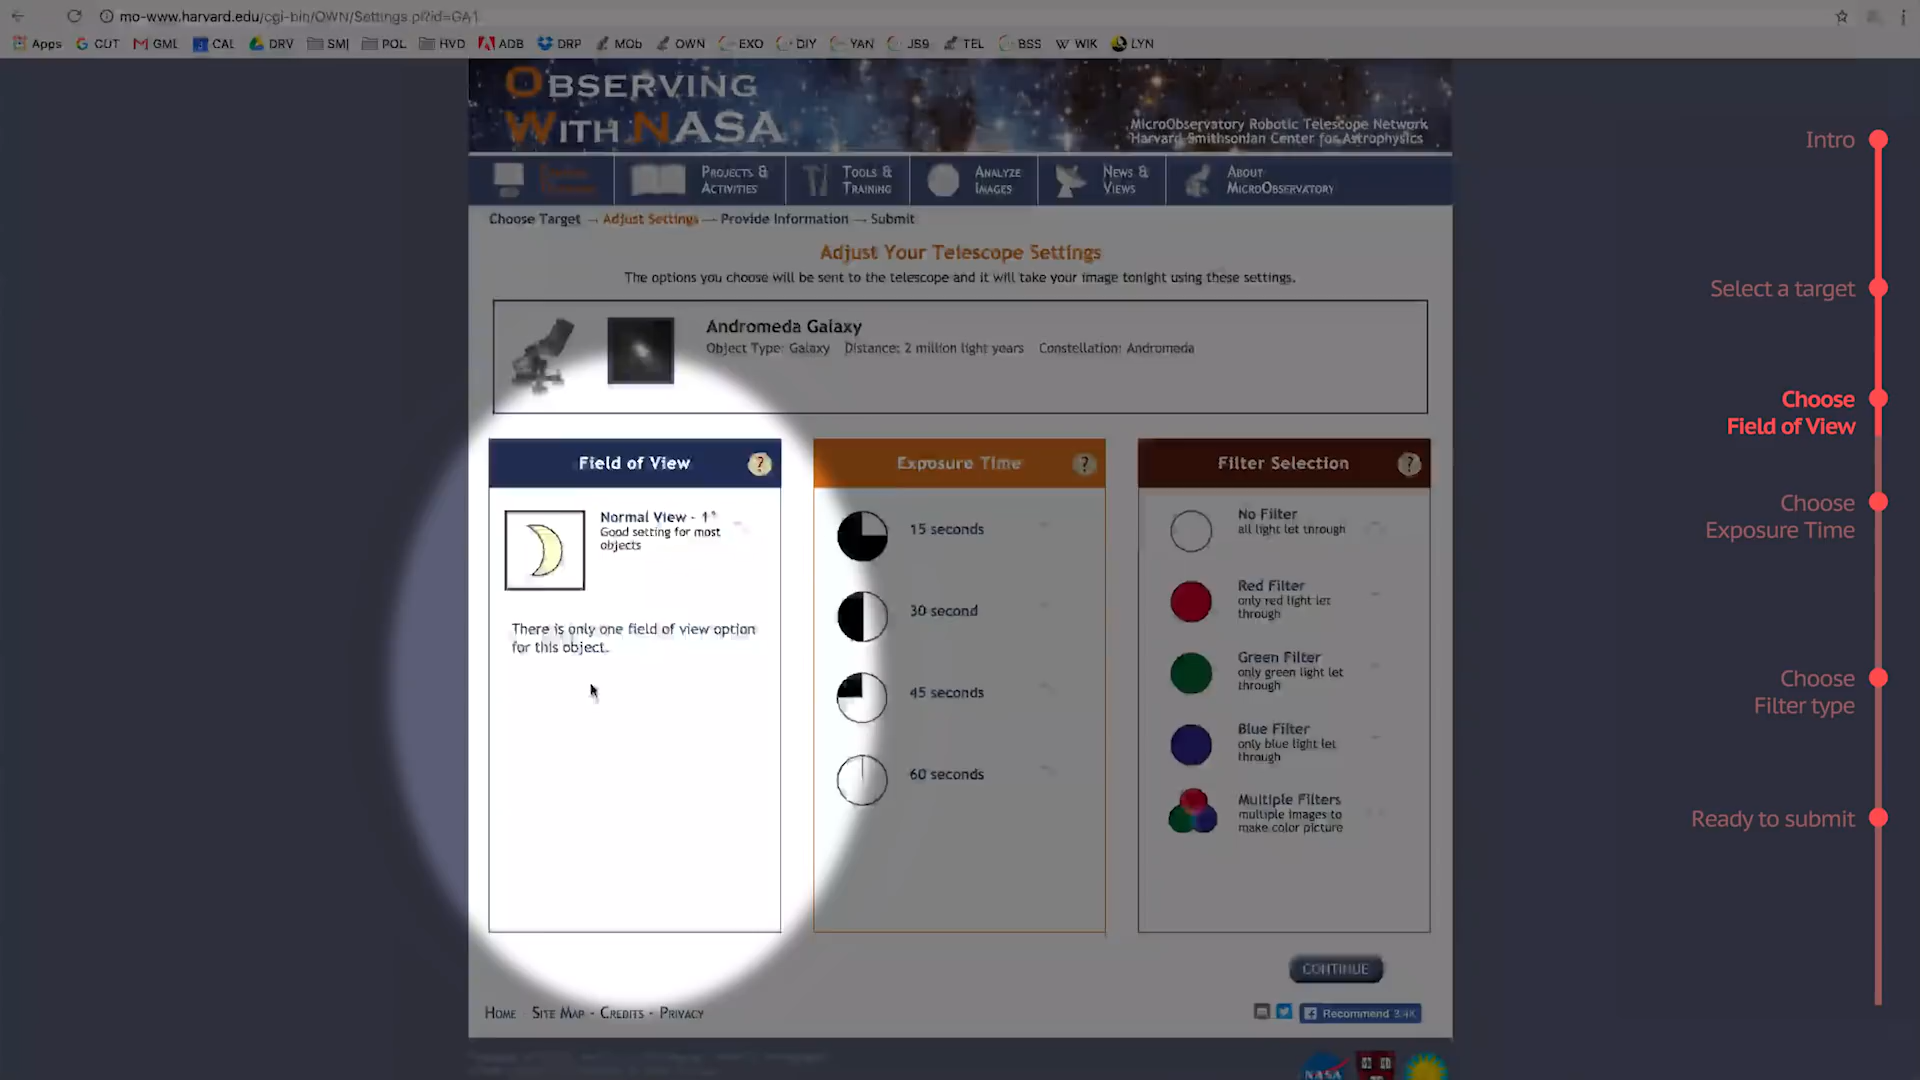 mo-www.harvard.edu/cgi-bin/OWN/Settings.pl?id=GA1
Apps GUT GML CAL DRV SMI POL HVD ADB DRP MOb OWN EXO DIY YAN JS9 TEL BSS WIK LYN
OBSERVING
WITH NASA
MicroObservatory Robotic Telescope Network
Harvard-Smithsonian Center for Astrophysics
PROJECTS &
ACTIVITIES
TOOLS &
TRAINING
ANALYZE
IMAGES
NEWS &
VIEWS
ABOUT
MICROOBSERVATORY
Choose Target → Adjust Settings → Provide Information → Submit
Adjust Your Telescope Settings
The options you choose will be sent to the telescope and it will take your image tonight using these settings.
Andromeda Galaxy
Object Type: Galaxy Distance: 2 million light years Constellation: Andromeda
Field of View ?
Normal View - 1°
Good setting for most
objects
There is only one field of view option
for this object.
Exposure Time ?
15 seconds
30 second
45 seconds
60 seconds
Filter Selection ?
No Filter
all light let through
Red Filter
only red light let
through
Green Filter
only green light let
through
Blue Filter
only blue light let
through
Multiple Filters
multiple images to
make color picture
CONTINUE
HOME - SITE MAP - CREDITS - PRIVACY
Recommend 3.4K
NASA
Intro
Select a target
Choose
Field of View
Choose
Exposure Time
Choose
Filter type
Ready to submit